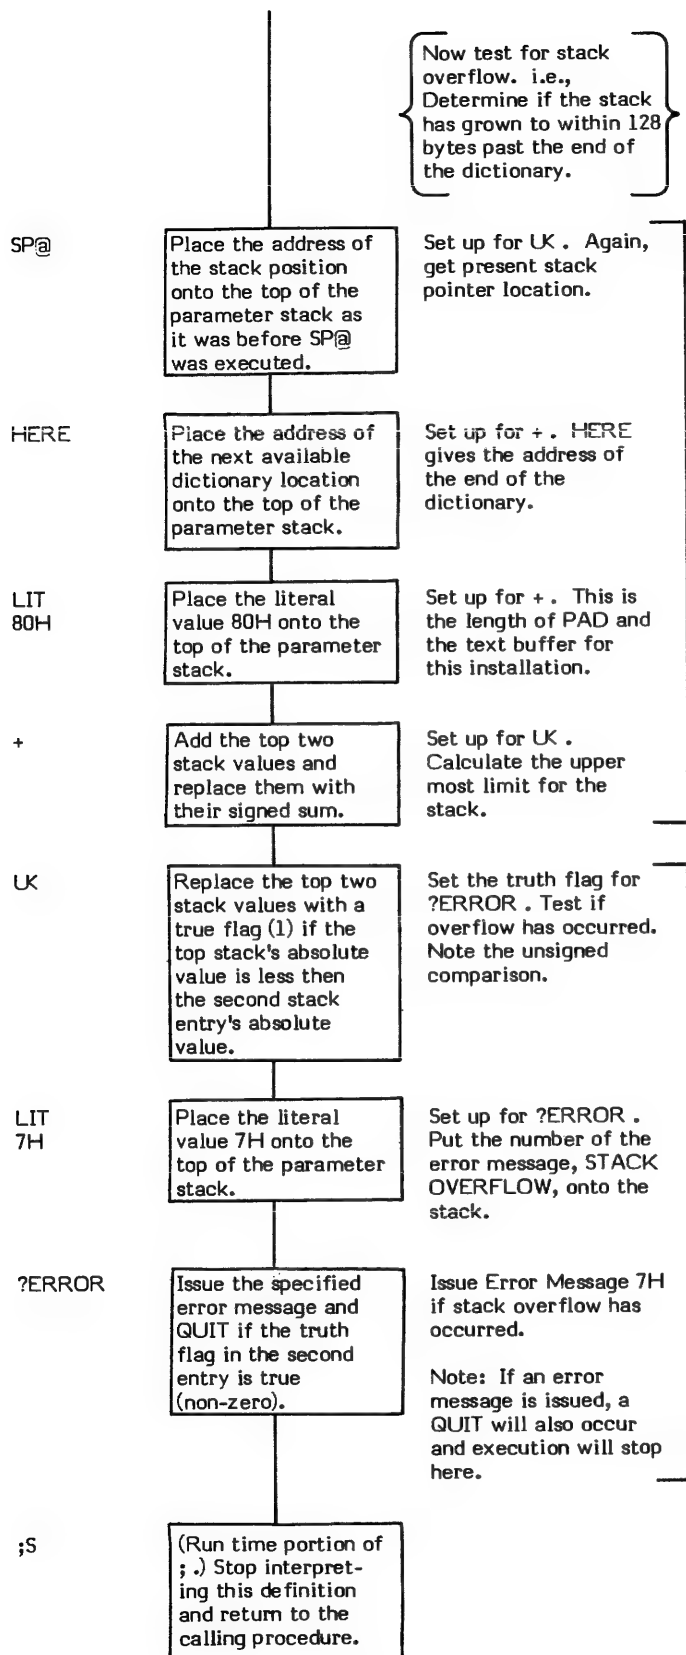 Now test for stack
overflow. i.e.,
Determine if the stack
has grown to within 128
bytes past the end of
the dictionary.
SP@
Place the address of
the stack position
onto the top of the
parameter stack as
it was before SP@
was executed.
Set up for U< . Again,
get present stack
pointer location.
HERE
Place the address of
the next available
dictionary location
onto the top of the
parameter stack.
Set up for + . HERE
gives the address of
the end of the
dictionary.
LIT
80H
Place the literal
value 80H onto the
top of the parameter
stack.
Set up for + . This is
the length of PAD and
the text buffer for
this installation.
+
Add the top two
stack values and
replace them with
their signed sum.
Set up for U< .
Calculate the upper
most limit for the
stack.
U<
Replace the top two
stack values with a
true flag (1) if the
top stack's absolute
value is less then
the second stack
entry's absolute
value.
Set the truth flag for
?ERROR . Test if
overflow has occurred.
Note the unsigned
comparison.
LIT
7H
Place the literal
value 7H onto the
top of the parameter
stack.
Set up for ?ERROR .
Put the number of the
error message, STACK
OVERFLOW, onto the
stack.
?ERROR
Issue the specified
error message and
QUIT if the truth
flag in the second
entry is true
(non-zero).
Issue Error Message 7H
if stack overflow has
occurred.
Note: If an error
message is issued, a
QUIT will also occur
and execution will stop
here.
;S
(Run time portion of
; .) Stop interpret-
ing this definition
and return to the
calling procedure.